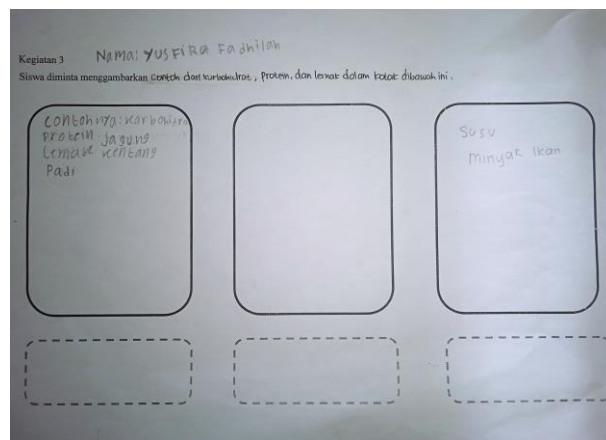 Kegiatan 3
Nama: YUSFIRA Fadhilah
Siswa diminta menggambarkan contoh dari karbohidrat, Protein, dan lemak dalam kotak dibawah ini.
contohnya: karbohidra
protein Jagung
Lemak kentang
Padi
Susu
Minyak Ikan